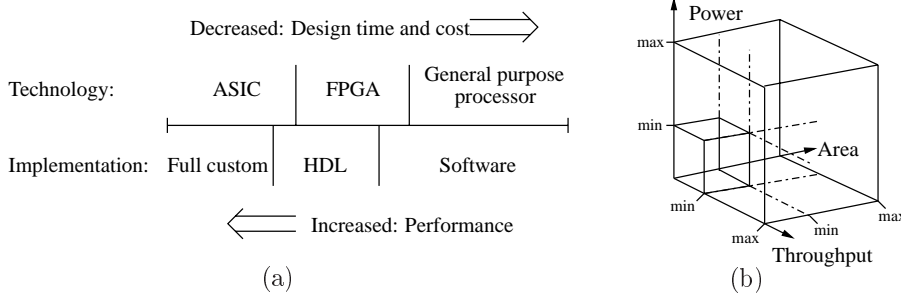 Decreased: Design time and cost
Technology:
ASIC
FPGA
General purpose
processor
Implementation:
Full custom
HDL
Software
Increased: Performance
(a)
Power
max
min
Area
min
max
min
max
Throughput
(b)